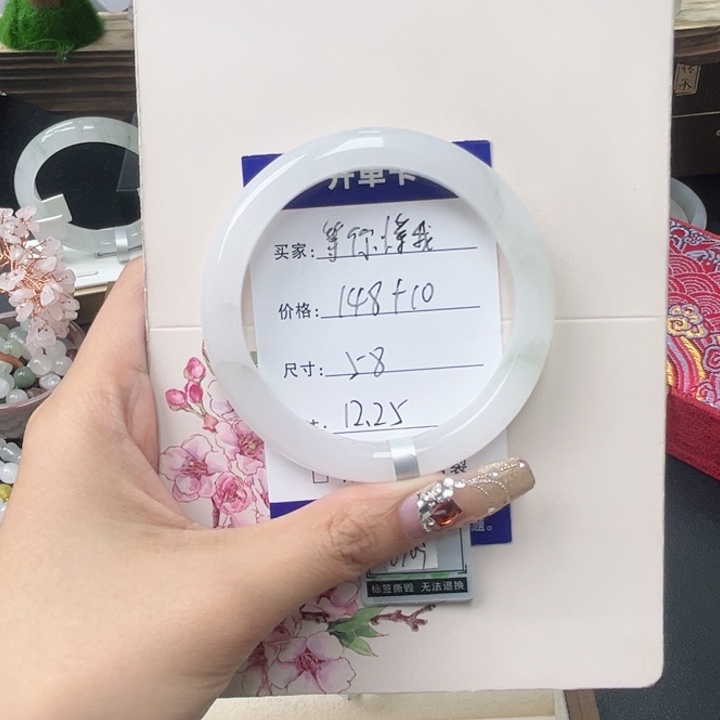 开单卡
买家: 等你懂我
价格: 148+10
尺寸: 58
12.25
标签撕毁 无法退换